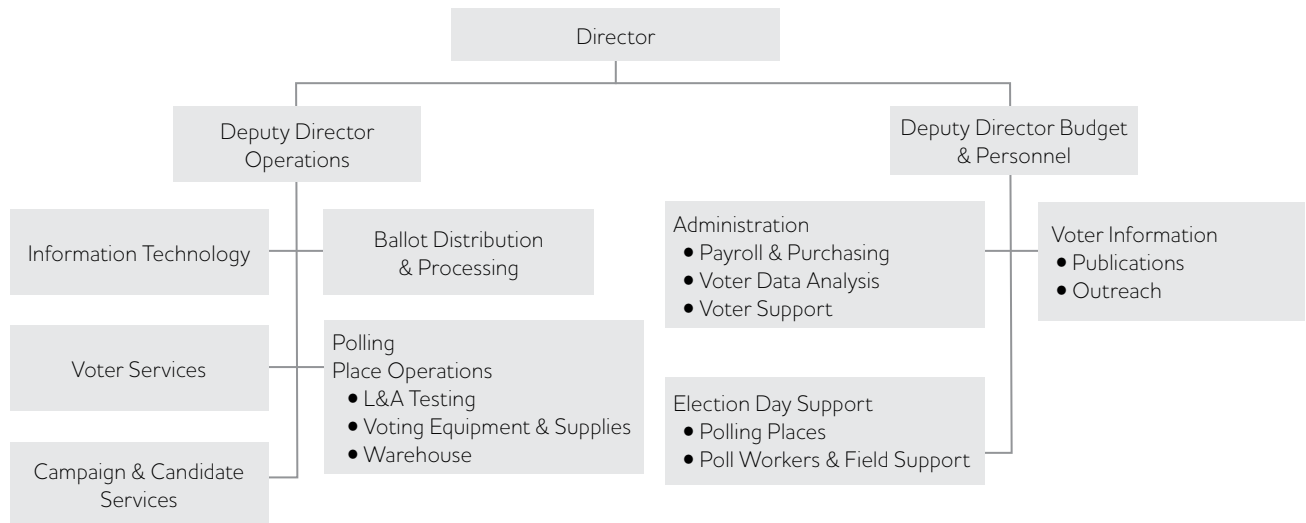 Director
Deputy Director
Operations
Deputy Director Budget
& Personnel
Information Technology
Ballot Distribution
& Processing
Voter Services
Polling
Place Operations
● L&A Testing
● Voting Equipment & Supplies
● Warehouse
Campaign & Candidate
Services
Administration
● Payroll & Purchasing
● Voter Data Analysis
● Voter Support
Voter Information
● Publications
● Outreach
Election Day Support
● Polling Places
● Poll Workers & Field Support